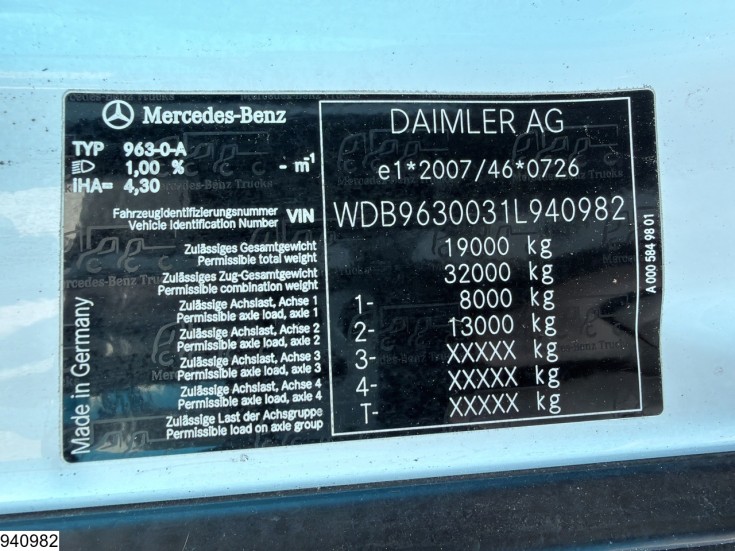 Mercedes-Benz
DAIMLER AG
TYP 963-0-A
1,00 % - m⁻¹
IHA= 4,30
e1*2007/46*0726
Fahrzeugidentifizierungsnummer
Vehicle Identification Number
VIN WDB9630031L940982
Zulässiges Gesamtgewicht
Permissible total weight
19000 kg
Zulässiges Zug-Gesamtgewicht
Permissible combination weight
32000 kg
Zulässige Achslast, Achse 1
Permissible axle load, axle 1
1- 8000 kg
Zulässige Achslast, Achse 2
Permissible axle load, axle 2
2- 13000 kg
Zulässige Achslast, Achse 3
Permissible axle load, axle 3
3- XXXXX kg
Zulässige Achslast, Achse 4
Permissible axle load, axle 4
4- XXXXX kg
Zulässige Last der Achsgruppe
Permissible load on axle group
T- XXXXX kg
Made in Germany
A 000 584 98 01
Mercedes-Benz Trucks
940982